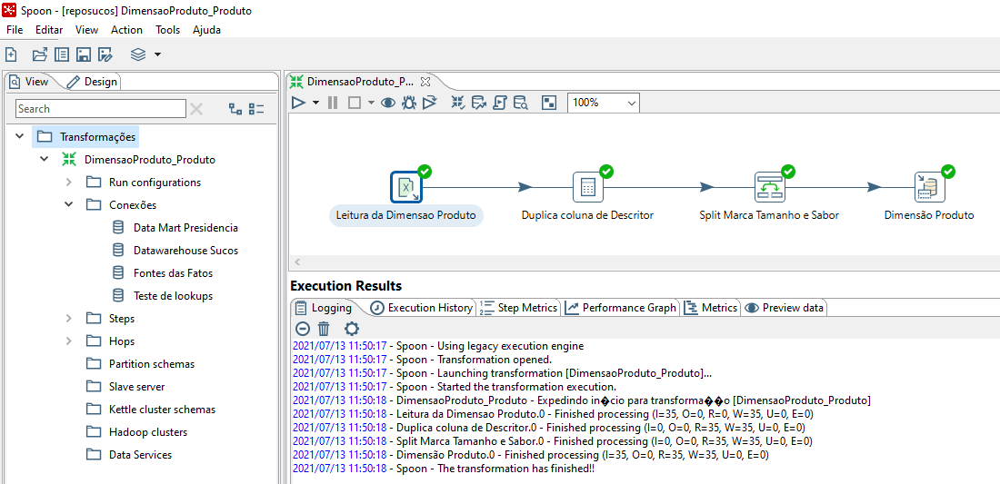 Spoon - [reposucos] DimensaoProduto_Produto
File Editar View Action Tools Ajuda
View Design
Search
Transformações
DimensaoProduto_Produto
Run configurations
Conexões
Data Mart Presidencia
Datawarehouse Sucos
Fontes das Fatos
Teste de lookups
Steps
Hops
Partition schemas
Slave server
Kettle cluster schemas
Hadoop clusters
Data Services
DimensaoProduto_P...
100%
Leitura da Dimensao Produto
Duplica coluna de Descritor
Split Marca Tamanho e Sabor
Dimensão Produto
Execution Results
Logging Execution History Step Metrics Performance Graph Metrics Preview data
2021/07/13 11:50:17 - Spoon - Using legacy execution engine
2021/07/13 11:50:17 - Spoon - Transformation opened.
2021/07/13 11:50:17 - Spoon - Launching transformation [DimensaoProduto_Produto]...
2021/07/13 11:50:17 - Spoon - Started the transformation execution.
2021/07/13 11:50:18 - DimensaoProduto_Produto - Expedindo in�cio para transforma��o [DimensaoProduto_Produto]
2021/07/13 11:50:18 - Leitura da Dimensao Produto.0 - Finished processing (I=35, O=0, R=0, W=35, U=0, E=0)
2021/07/13 11:50:18 - Duplica coluna de Descritor.0 - Finished processing (I=0, O=0, R=35, W=35, U=0, E=0)
2021/07/13 11:50:18 - Split Marca Tamanho e Sabor.0 - Finished processing (I=0, O=0, R=35, W=35, U=0, E=0)
2021/07/13 11:50:18 - Dimensão Produto.0 - Finished processing (I=35, O=0, R=35, W=35, U=0, E=0)
2021/07/13 11:50:18 - Spoon - The transformation has finished!!